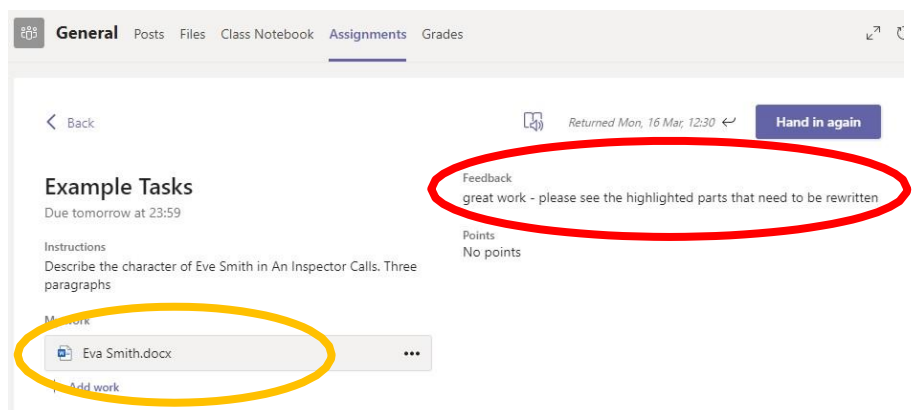 General Posts Files Class Notebook Assignments Grades
Back
Returned Mon, 16 Mar, 12:30
Hand in again
Example Tasks
Due tomorrow at 23:59
Instructions
Describe the character of Eve Smith in An Inspector Calls. Three
paragraphs
My work
Eva Smith.docx
Add work
Feedback
great work - please see the highlighted parts that need to be rewritten
Points
No points